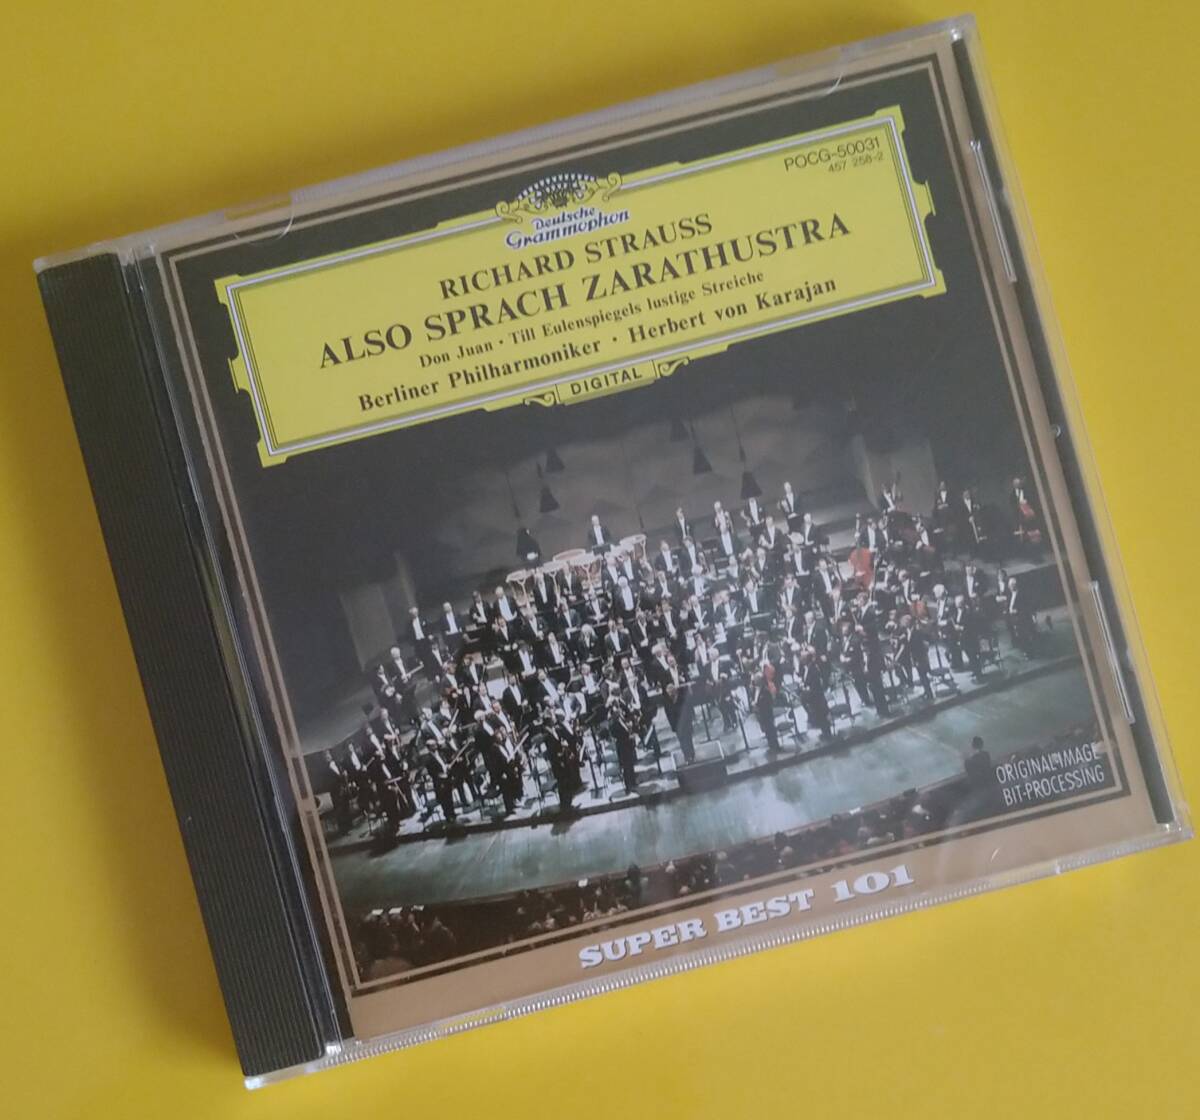 POCG-50031
457 258-2
Deutsche
Grammophon
RICHARD STRAUSS
ALSO SPRACH ZARATHUSTRA
Don Juan · Till Eulenspiegels lustige Streiche
Berliner Philharmoniker · Herbert von Karajan
DIGITAL
ORIGINAL-IMAGE
BIT-PROCESSING
SUPER BEST 101